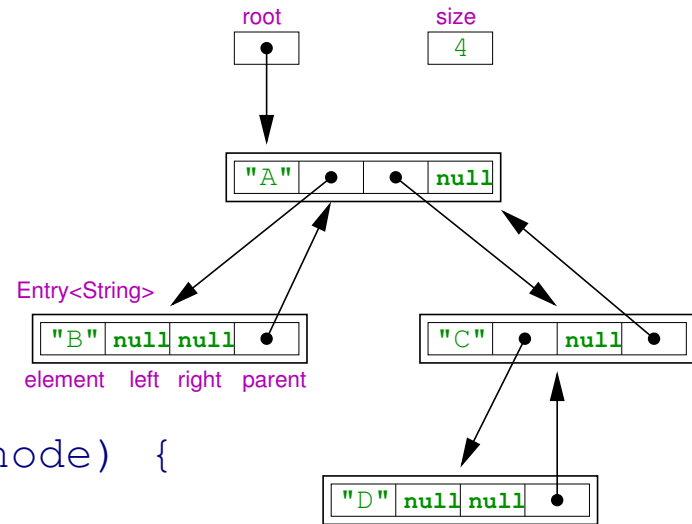 root size
4
"A" null
Entry<String>
"B" null null
"C" null
element left right parent
node) {
"D" null null